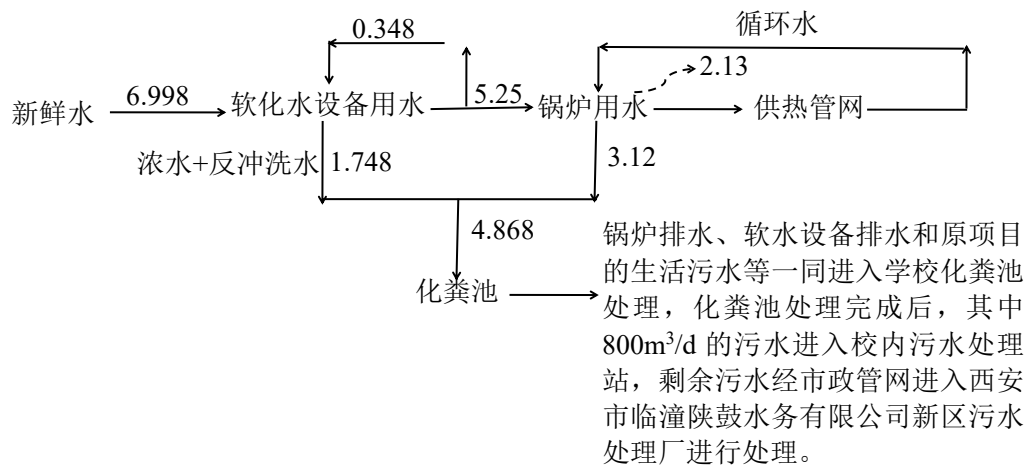 循环水
0.348
2.13
新鲜水
6.998
软化水设备用水
5.25
锅炉用水
供热管网
浓水+反冲洗水
1.748
3.12
4.868
化粪池
锅炉排水、软水设备排水和原项目
的生活污水等一同进入学校化粪池
处理，化粪池处理完成后，其中
800m³/d 的污水进入校内污水处理
站，剩余污水经市政管网进入西安
市临潼陕鼓水务有限公司新区污水
处理厂进行处理。